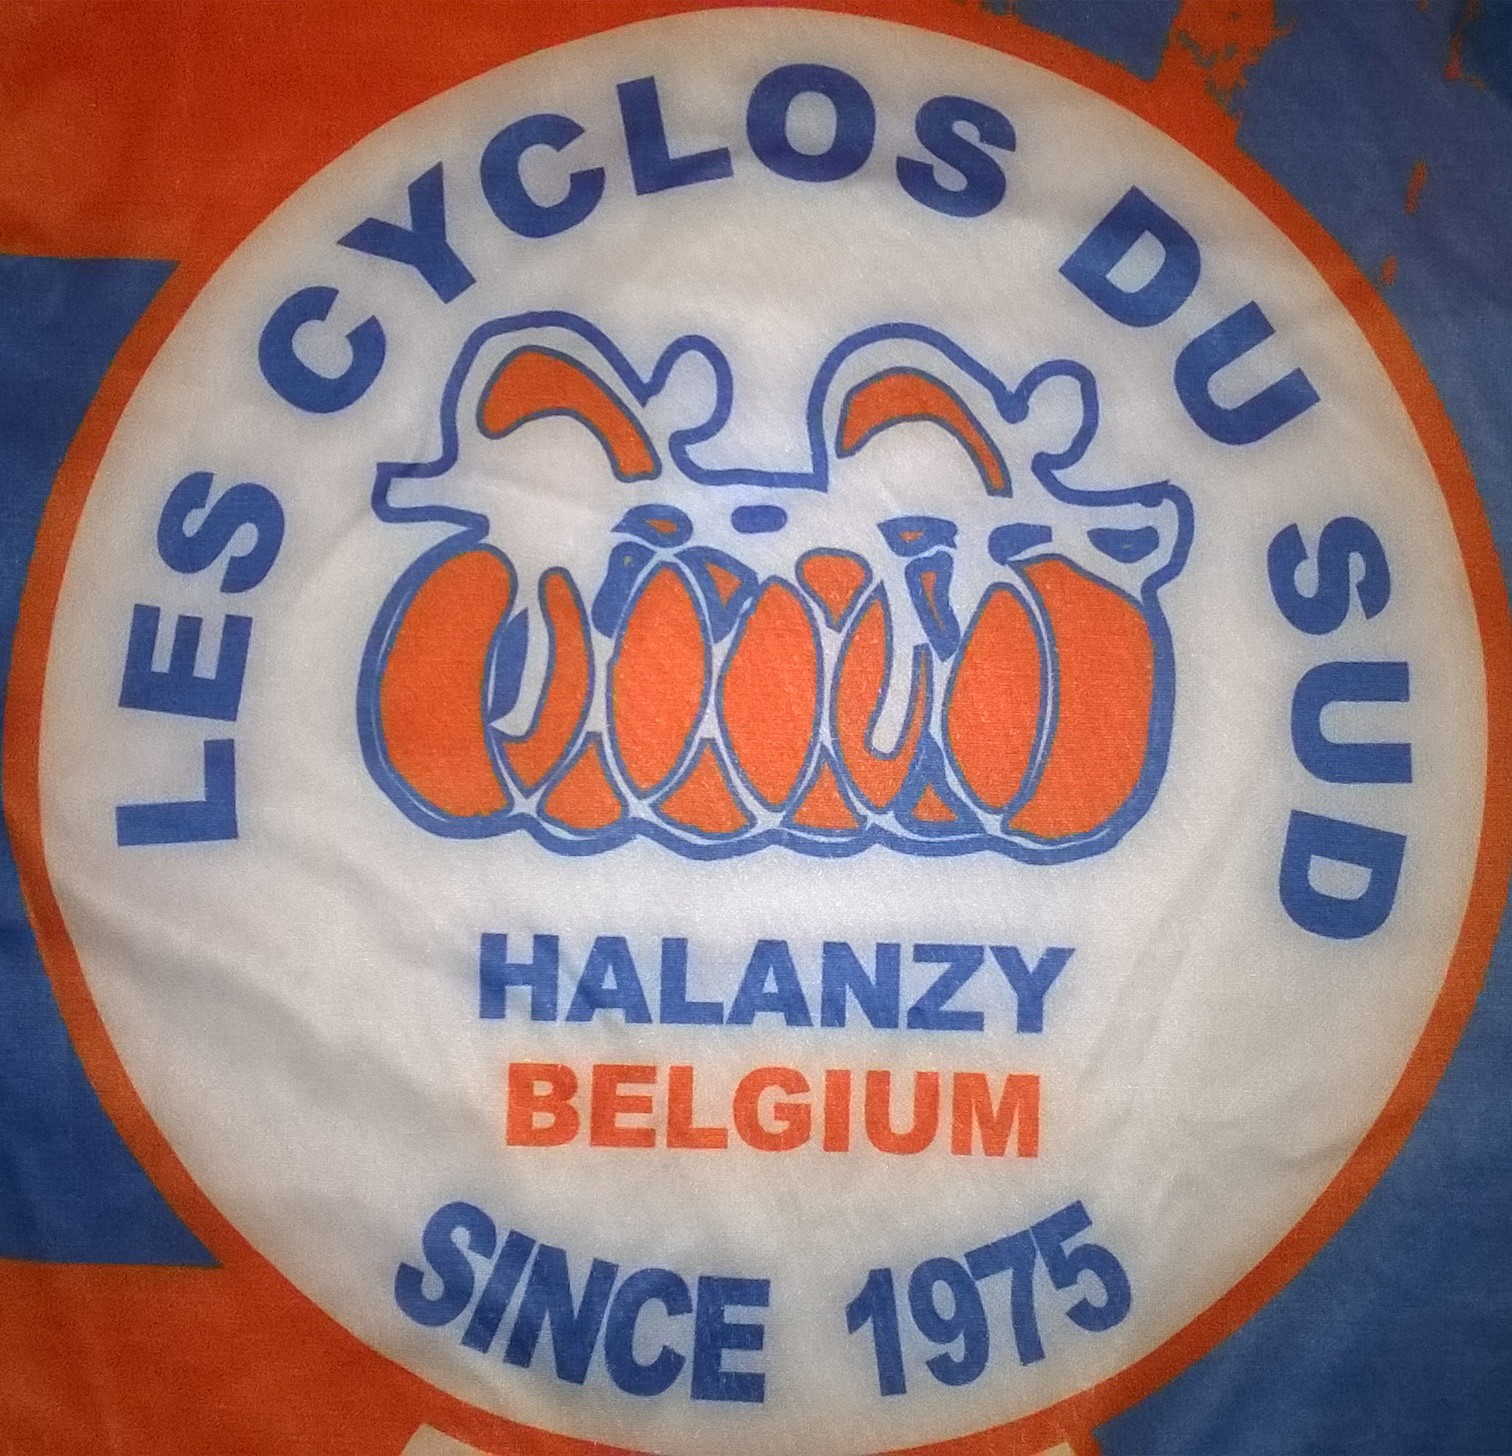 LES CYCLOS DU SUD
HALANZY
BELGIUM
SINCE 1975